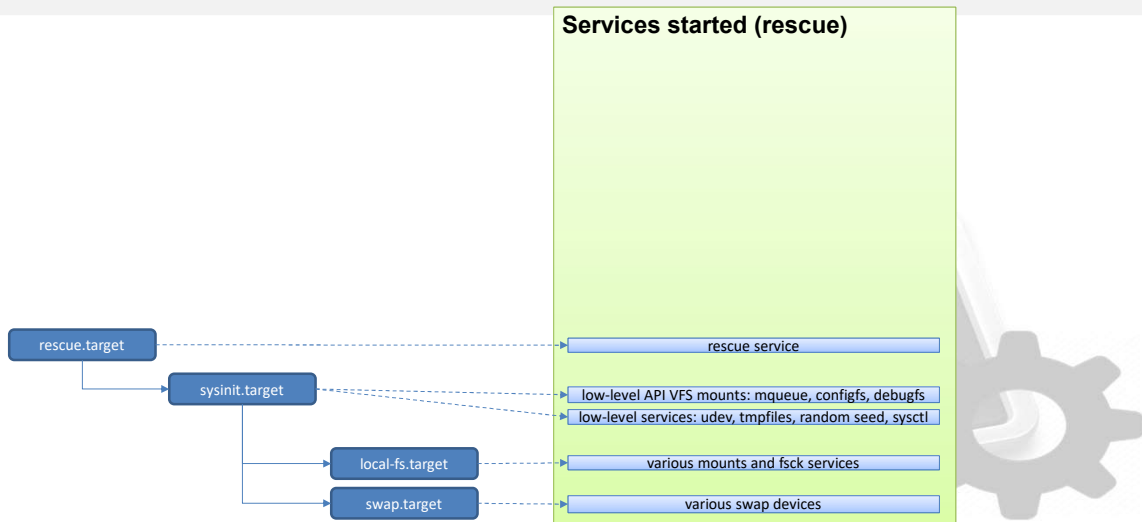 Services started (rescue)
rescue.target
rescue service
sysinit.target
low-level API VFS mounts: mqueue, configfs, debugfs
low-level services: udev, tmpfiles, random seed, sysctl
local-fs.target
various mounts and fsck services
swap.target
various swap devices